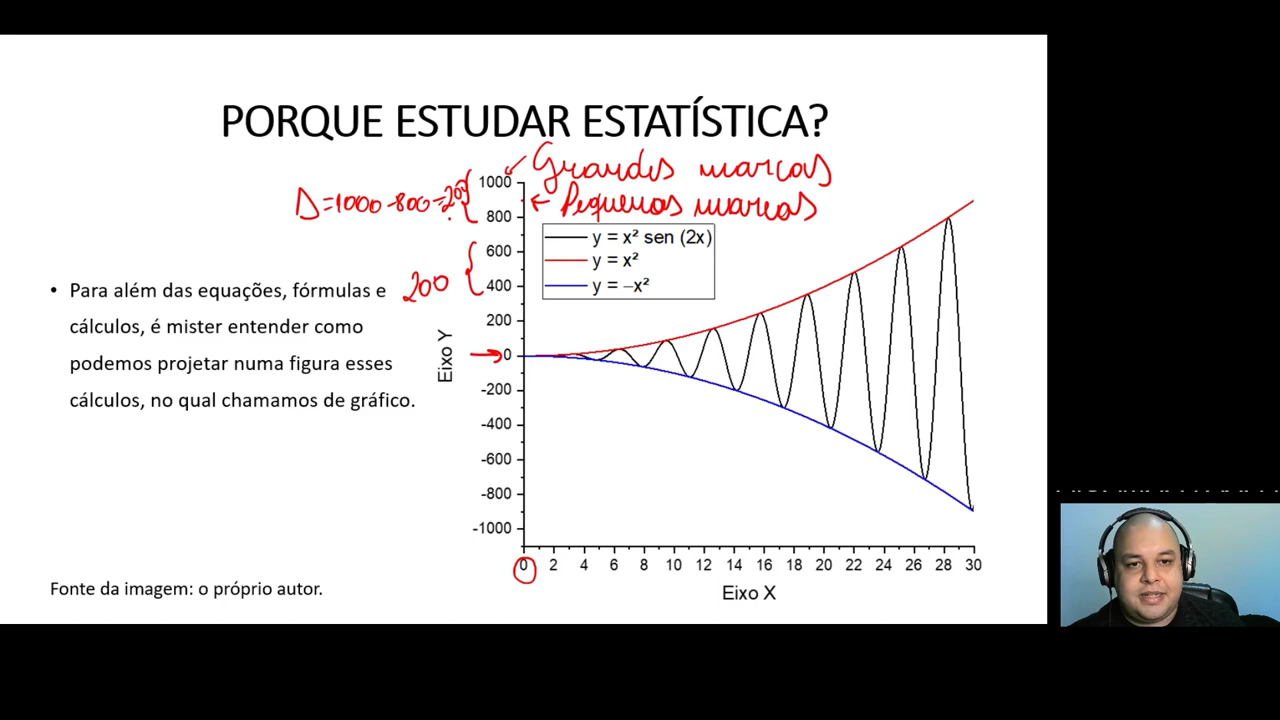 PORQUE ESTUDAR ESTATÍSTICA?
Grandes marcas
Δ=1000-800=200
Pequenas marcas
1000
800
600
400
200
0
-200
-400
-600
-800
-1000
y = x² sen (2x)
y = x²
y = –x²
200
• Para além das equações, fórmulas e
cálculos, é mister entender como
podemos projetar numa figura esses
cálculos, no qual chamamos de gráfico.
Eixo Y
0 2 4 6 8 10 12 14 16 18 20 22 24 26 28 30
Eixo X
Fonte da imagem: o próprio autor.